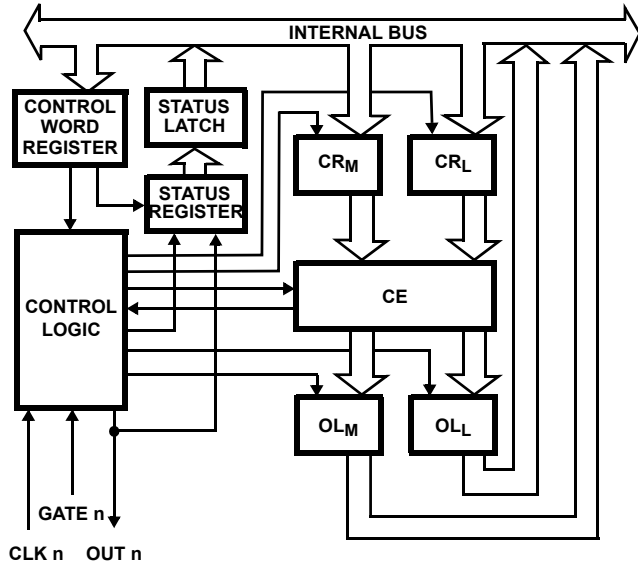 INTERNAL BUS
CONTROL
WORD
REGISTER
STATUS
LATCH
STATUS
REGISTER
CRM
CRL
CONTROL
LOGIC
CE
OLM
OLL
GATE n
CLK n
OUT n